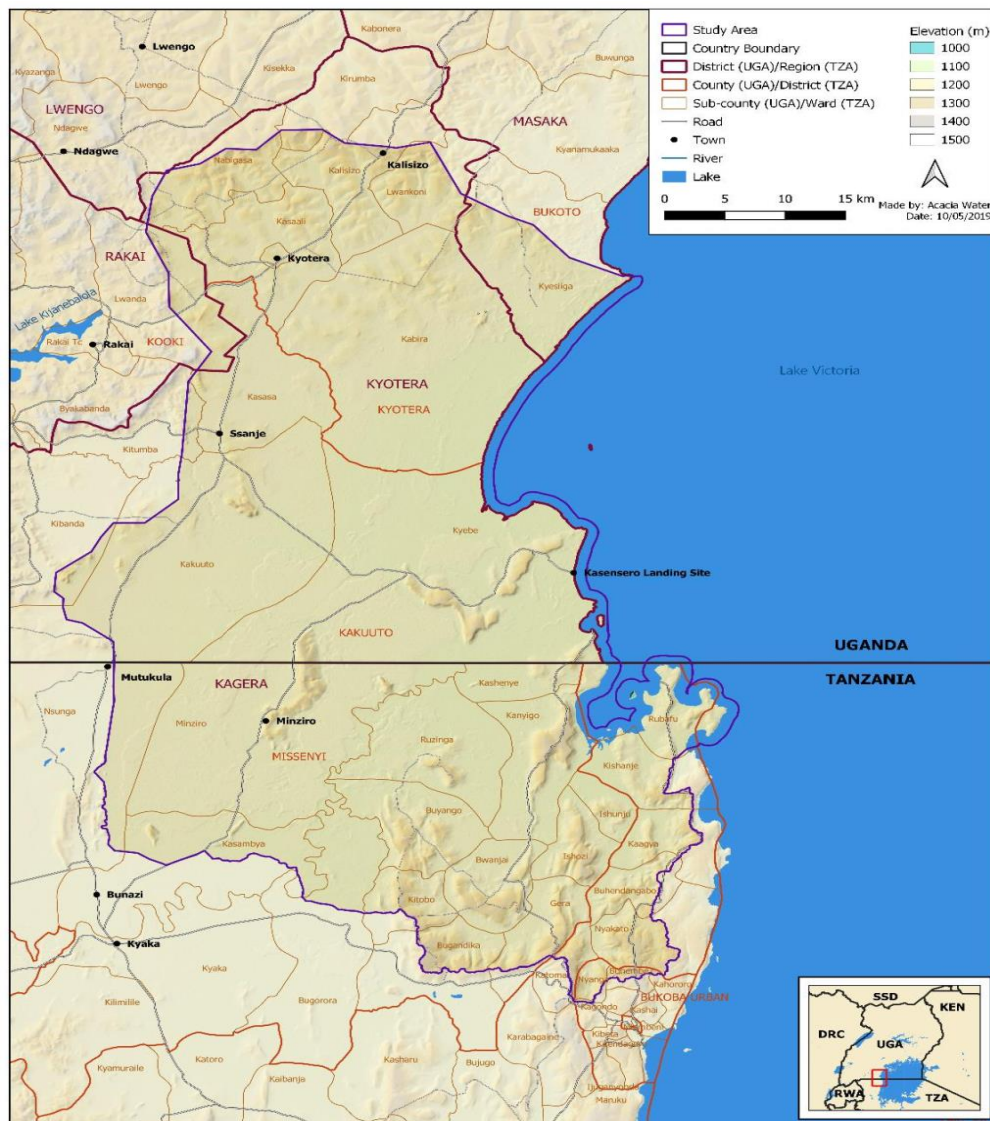 Study Area
Country Boundary
District (UGA)/Region (TZA)
County (UGA)/District (TZA)
Sub-county (UGA)/Ward (TZA)
Road
Town
River
Lake
Elevation (m)
1000
1100
1200
1300
1400
1500
0 5 10 15 km
Made by: Acacia Water
Date: 10/05/2019
Kabonera
Lwengo
Kyazanga
Lwengo
Kisekka
Kirumba
Buwunga
LWENGO
Ndagwe
MASAKA
Ndagwe
Nabigasa
Kalisizo
Kalisizo
Kyanamukaaka
Lwankoni
BUKOTO
Kasaali
RAKAI
Kyotera
Lwanda
Kyesiiga
Lake Kijanebalola
Rakai Tc
Rakai
KOOKI
Kabira
Lake Victoria
KYOTERA
KYOTERA
Kasasa
Byakabanda
Ssanje
Kitumba
Kibanda
Kyebe
Kakuuto
Kasensero Landing Site
KAKUUTO
UGANDA
TANZANIA
Mutukula
KAGERA
Kashenye
Nsunga
Minziro
Minziro
Kanyigo
Rubafu
Ruzinga
MISSENYI
Kishanje
Buyango
Ishunju
Kasambya
Kaagya
Bwanjai
Ishozi
Buhendangabo
Bunazi
Kitobo
Gera
Nyakato
Kyaka
Bugandika
Kyaka
Katoma
Kahororo
BUKOBA URBAN
Kilimilile
Bugorora
Kagondo
Kashai
Karabagaine
Kyamuraile
Katoro
Kaibanja
Kasharu
Bujugo
Maruku
SSD
KEN
DRC
UGA
RWA
TZA